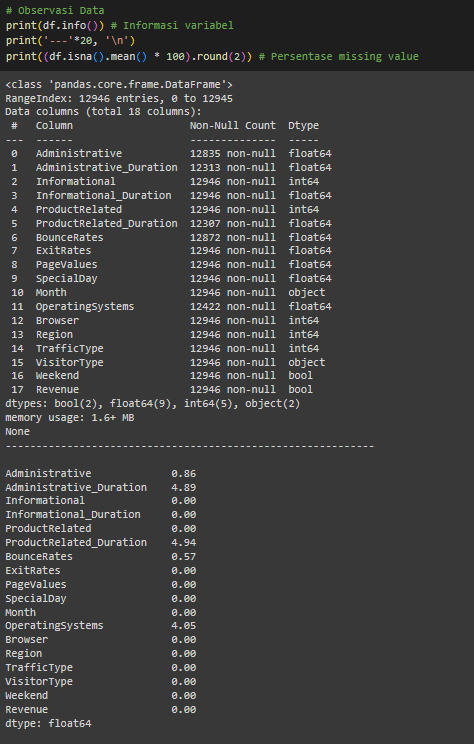 # Observasi Data
print(df.info()) # Informasi variabel
print('---'*20, '\n')
print((df.isna().mean() * 100).round(2)) # Persentase missing value
<class 'pandas.core.frame.DataFrame'>
RangeIndex: 12946 entries, 0 to 12945
Data columns (total 18 columns):
 #   Column                   Non-Null Count  Dtype
---  ------                   --------------  -----
 0   Administrative           12835 non-null  float64
 1   Administrative_Duration  12313 non-null  float64
 2   Informational            12946 non-null  int64
 3   Informational_Duration   12946 non-null  float64
 4   ProductRelated           12946 non-null  int64
 5   ProductRelated_Duration  12307 non-null  float64
 6   BounceRates              12872 non-null  float64
 7   ExitRates                12946 non-null  float64
 8   PageValues               12946 non-null  float64
 9   SpecialDay               12946 non-null  float64
 10  Month                    12946 non-null  object
 11  OperatingSystems         12422 non-null  float64
 12  Browser                  12946 non-null  int64
 13  Region                   12946 non-null  int64
 14  TrafficType              12946 non-null  int64
 15  VisitorType              12946 non-null  object
 16  Weekend                  12946 non-null  bool
 17  Revenue                  12946 non-null  bool
dtypes: bool(2), float64(9), int64(5), object(2)
memory usage: 1.6+ MB
None
------------------------------------------------------------
Administrative             0.86
Administrative_Duration    4.89
Informational              0.00
Informational_Duration     0.00
ProductRelated             0.00
ProductRelated_Duration    4.94
BounceRates                0.57
ExitRates                  0.00
PageValues                 0.00
SpecialDay                 0.00
Month                      0.00
OperatingSystems           4.05
Browser                    0.00
Region                     0.00
TrafficType                0.00
VisitorType                0.00
Weekend                    0.00
Revenue                    0.00
dtype: float64